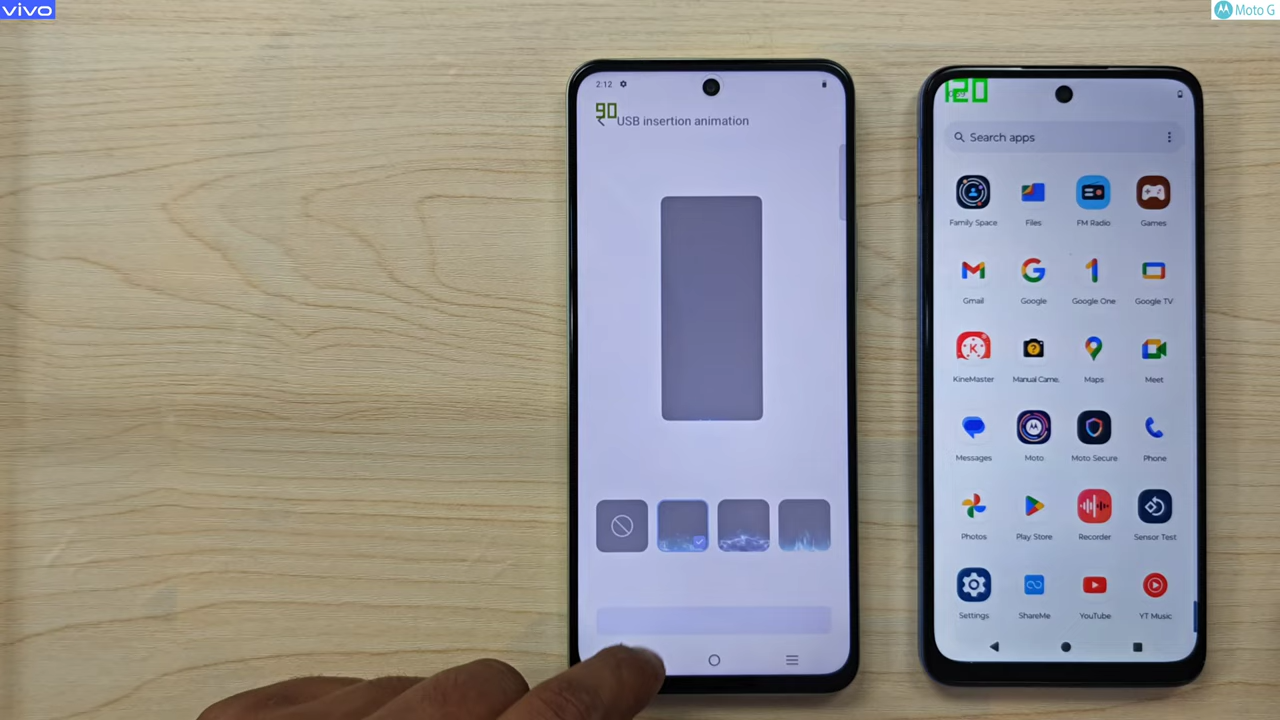 vivo
Moto G
2:12
90
USB insertion animation
120
Search apps
Family Space
Files
FM Radio
Games
Gmail
Google
Google One
Google TV
KineMaster
Manual Came.
Maps
Meet
Messages
Moto
Moto Secure
Phone
Photos
Play Store
Recorder
Sensor Test
Settings
ShareMe
YouTube
YT Music